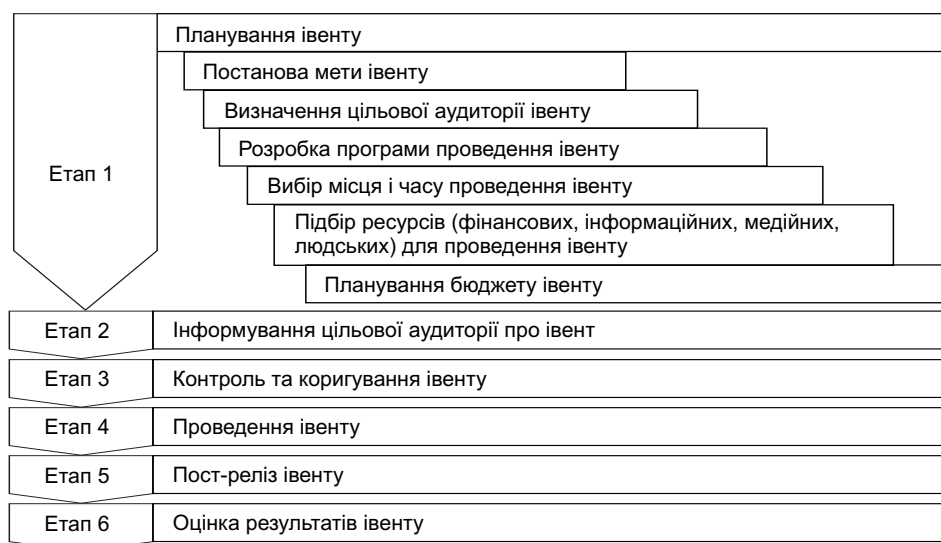 Етап 1
Планування івенту
Постанова мети івенту
Визначення цільової аудиторії івенту
Розробка програми проведення івенту
Вибір місця і часу проведення івенту
Підбір ресурсів (фінансових, інформаційних, медійних,
людських) для проведення івенту
Планування бюджету івенту
Етап 2
Інформування цільової аудиторії про івент
Етап 3
Контроль та коригування івенту
Етап 4
Проведення івенту
Етап 5
Пост-реліз івенту
Етап 6
Оцінка результатів івенту